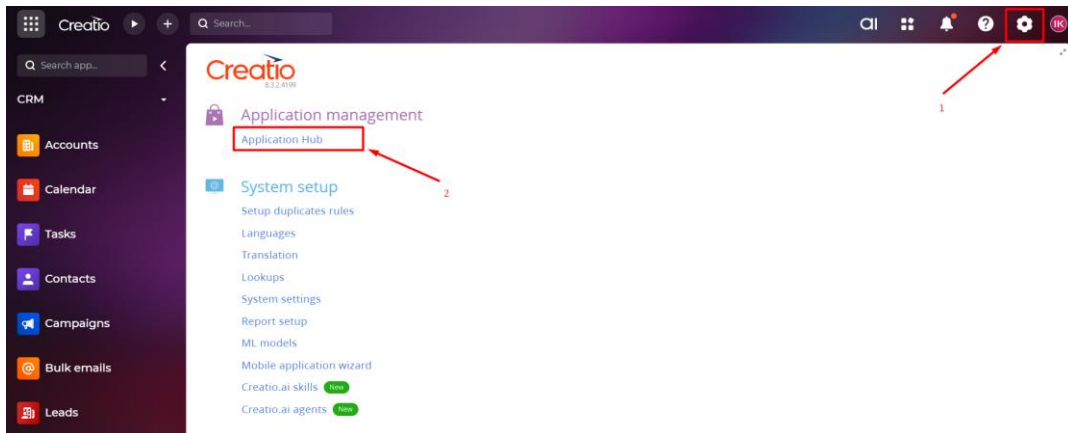 Creatio
Search...
ai
IK
Search app...
CRM
Accounts
Calendar
Tasks
Contacts
Campaigns
Bulk emails
Leads
Creatio
8.3.2.4199
Application management
Application Hub
System setup
Setup duplicates rules
Languages
Translation
Lookups
System settings
Report setup
ML models
Mobile application wizard
Creatio.ai skills New
Creatio.ai agents New
1
2